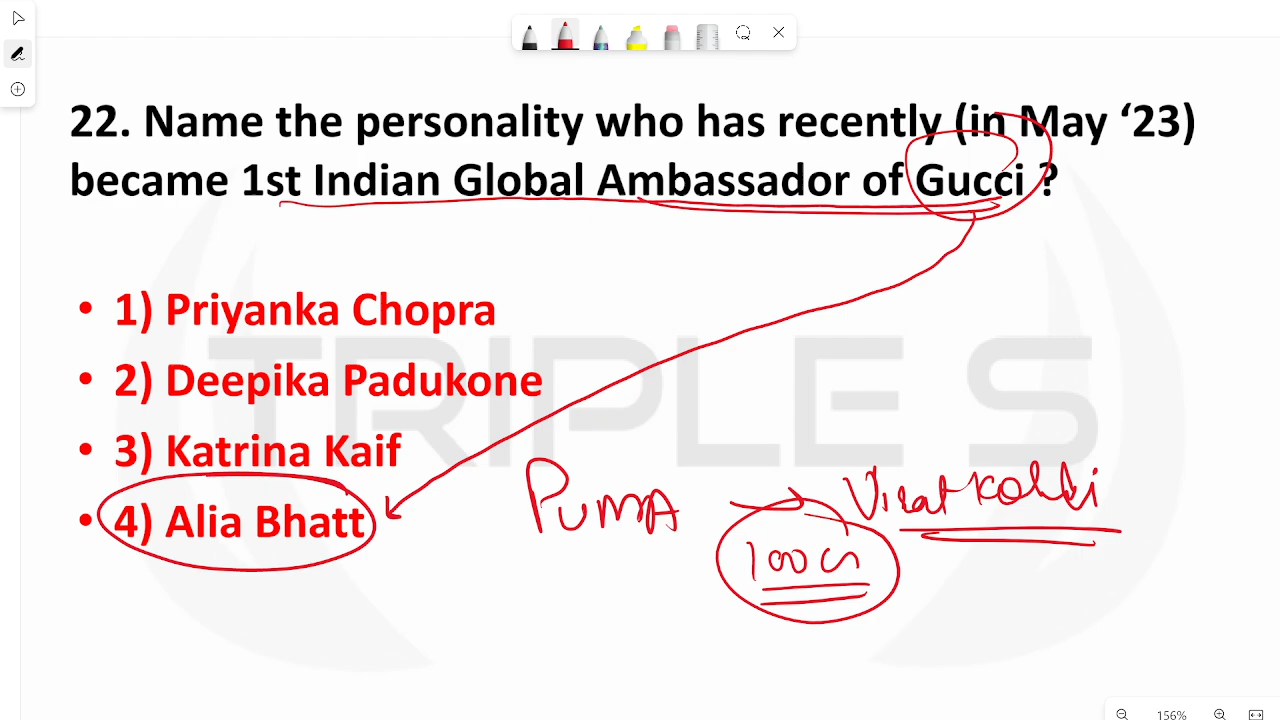 22. Name the personality who has recently (in May ‘23)
became 1st Indian Global Ambassador of Gucci ?
• 1) Priyanka Chopra
• 2) Deepika Padukone
• 3) Katrina Kaif
• 4) Alia Bhatt
PUMA → Virat Kohli
100 cr
TRIPLE S
156%